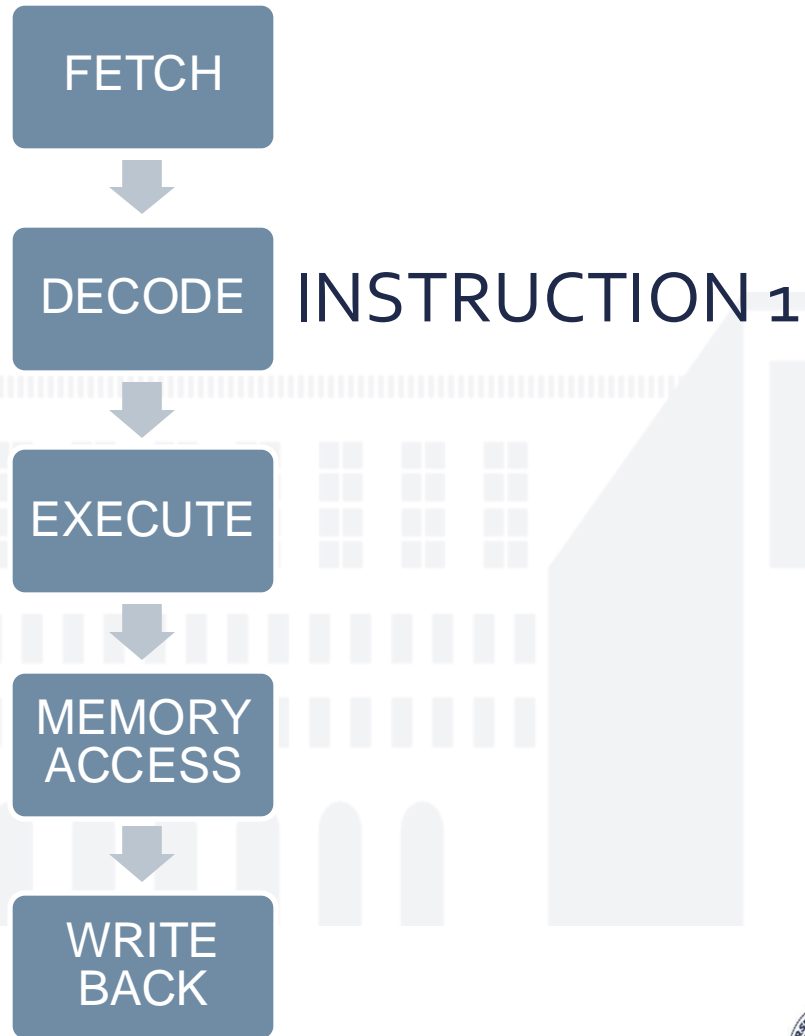 FETCH
DECODE
INSTRUCTION 1
EXECUTE
MEMORY
ACCESS
WRITE
BACK